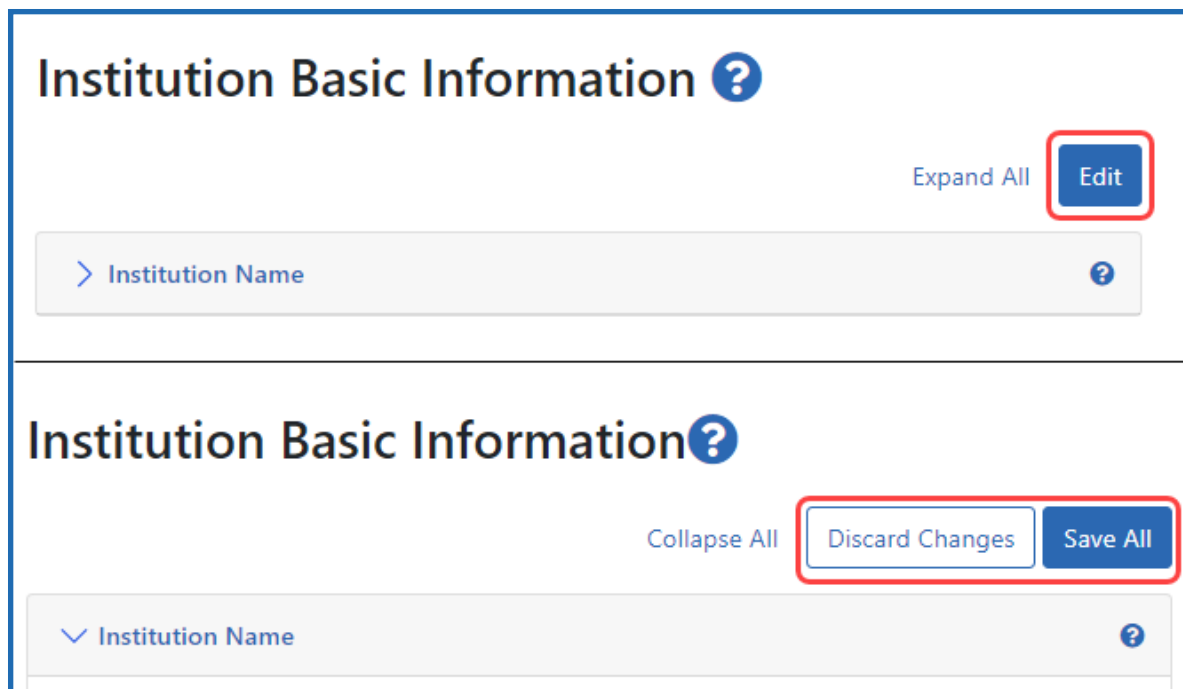 Institution Basic Information ?
Expand All Edit
Institution Name ?
Institution Basic Information ?
Collapse All Discard Changes Save All
Institution Name ?